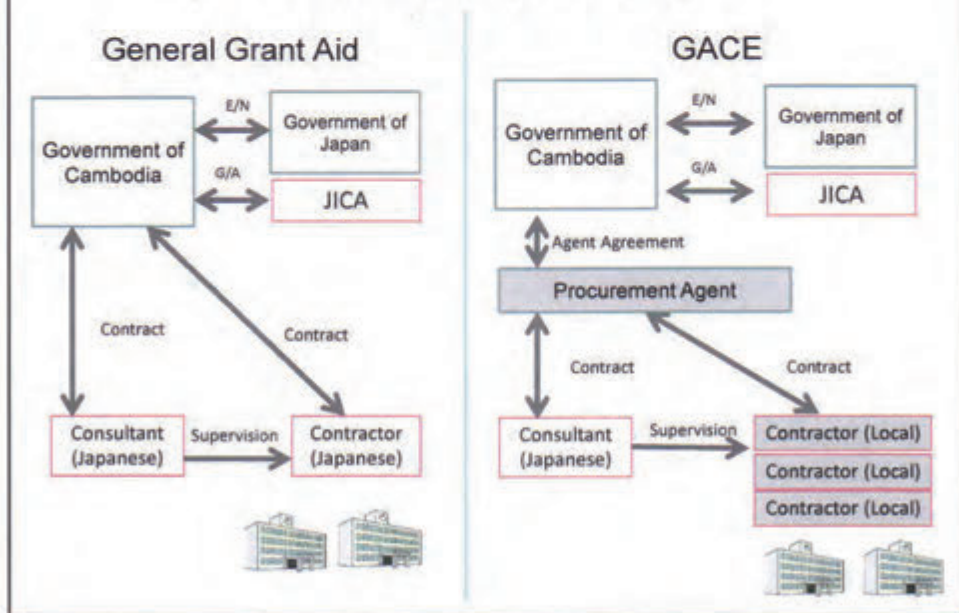 General Grant Aid
E/N
Government of
Japan
Government of
Cambodia
G/A
JICA
Contract
Contract
Consultant
(Japanese)
Supervision
Contractor
(Japanese)
GACE
E/N
Government of
Japan
Government of
Cambodia
G/A
JICA
Agent Agreement
Procurement Agent
Contract
Contract
Consultant
(Japanese)
Supervision
Contractor (Local)
Contractor (Local)
Contractor (Local)